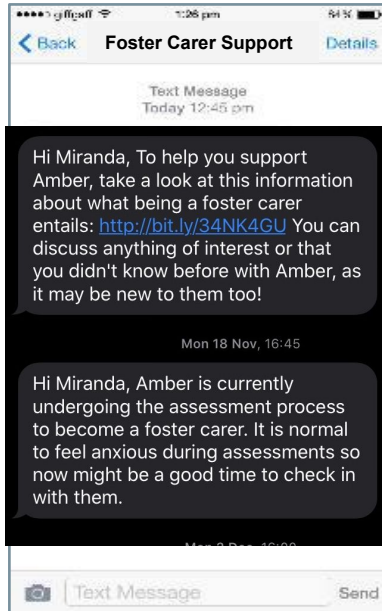 giffgaff 1:26 pm 64%
Back Foster Carer Support Details
Text Message
Today 12:45 pm
Hi Miranda, To help you support
Amber, take a look at this information
about what being a foster carer
entails: http://bit.ly/34NK4GU You can
discuss anything of interest or that
you didn't know before with Amber, as
it may be new to them too!
Mon 18 Nov, 16:45
Hi Miranda, Amber is currently
undergoing the assessment process
to become a foster carer. It is normal
to feel anxious during assessments so
now might be a good time to check in
with them.
Text Message Send